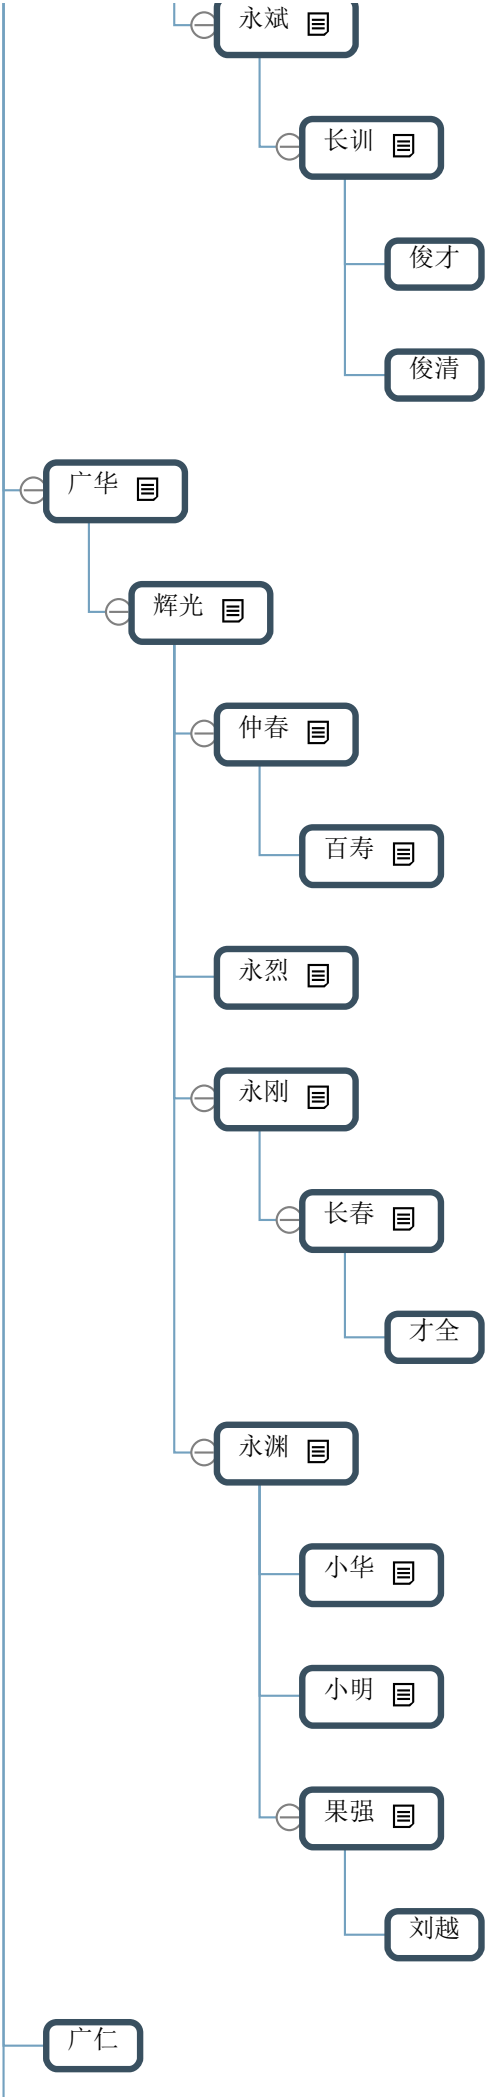 永斌
长训
俊才
俊清
广华
辉光
仲春
百寿
永烈
永刚
长春
才全
永渊
小华
小明
果强
刘越
广仁